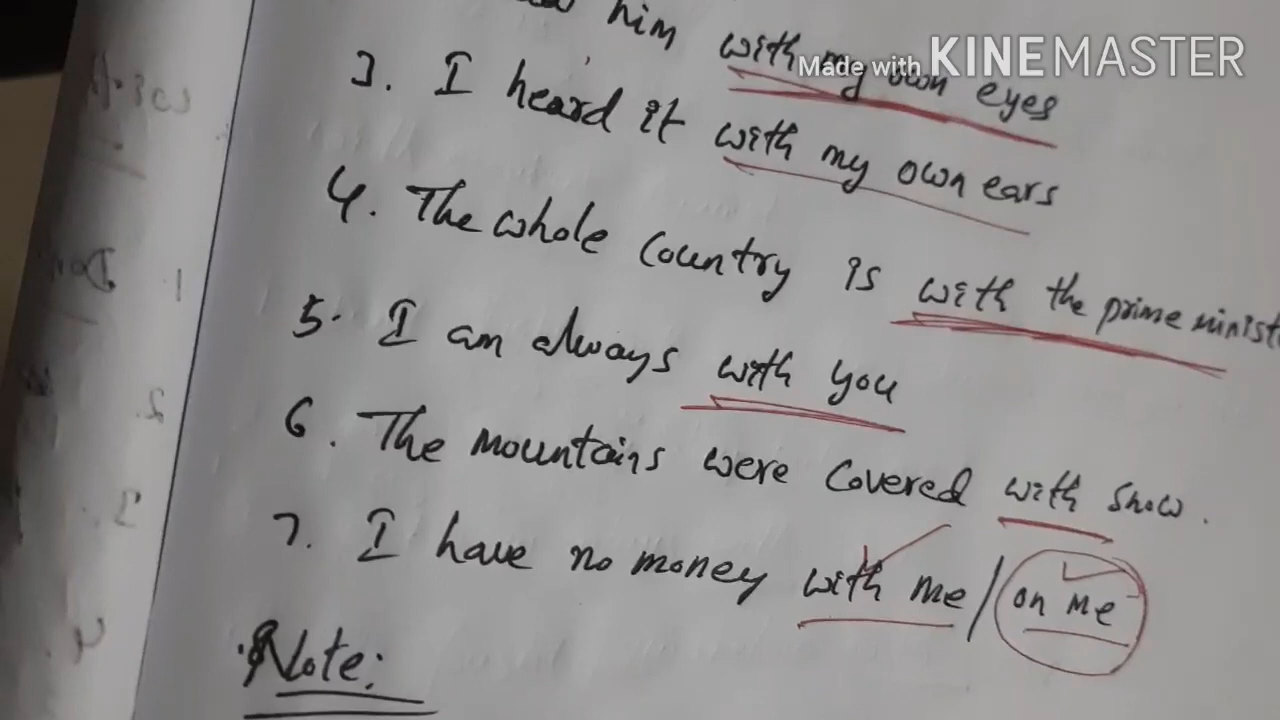 him with my own eyes
Made with KINEMASTER
3. I heard it with my own ears
4. The whole country is with the prime minist
5. I am always with you
6. The mountains were covered with snow.
7. I have no money with me / on me
Note: